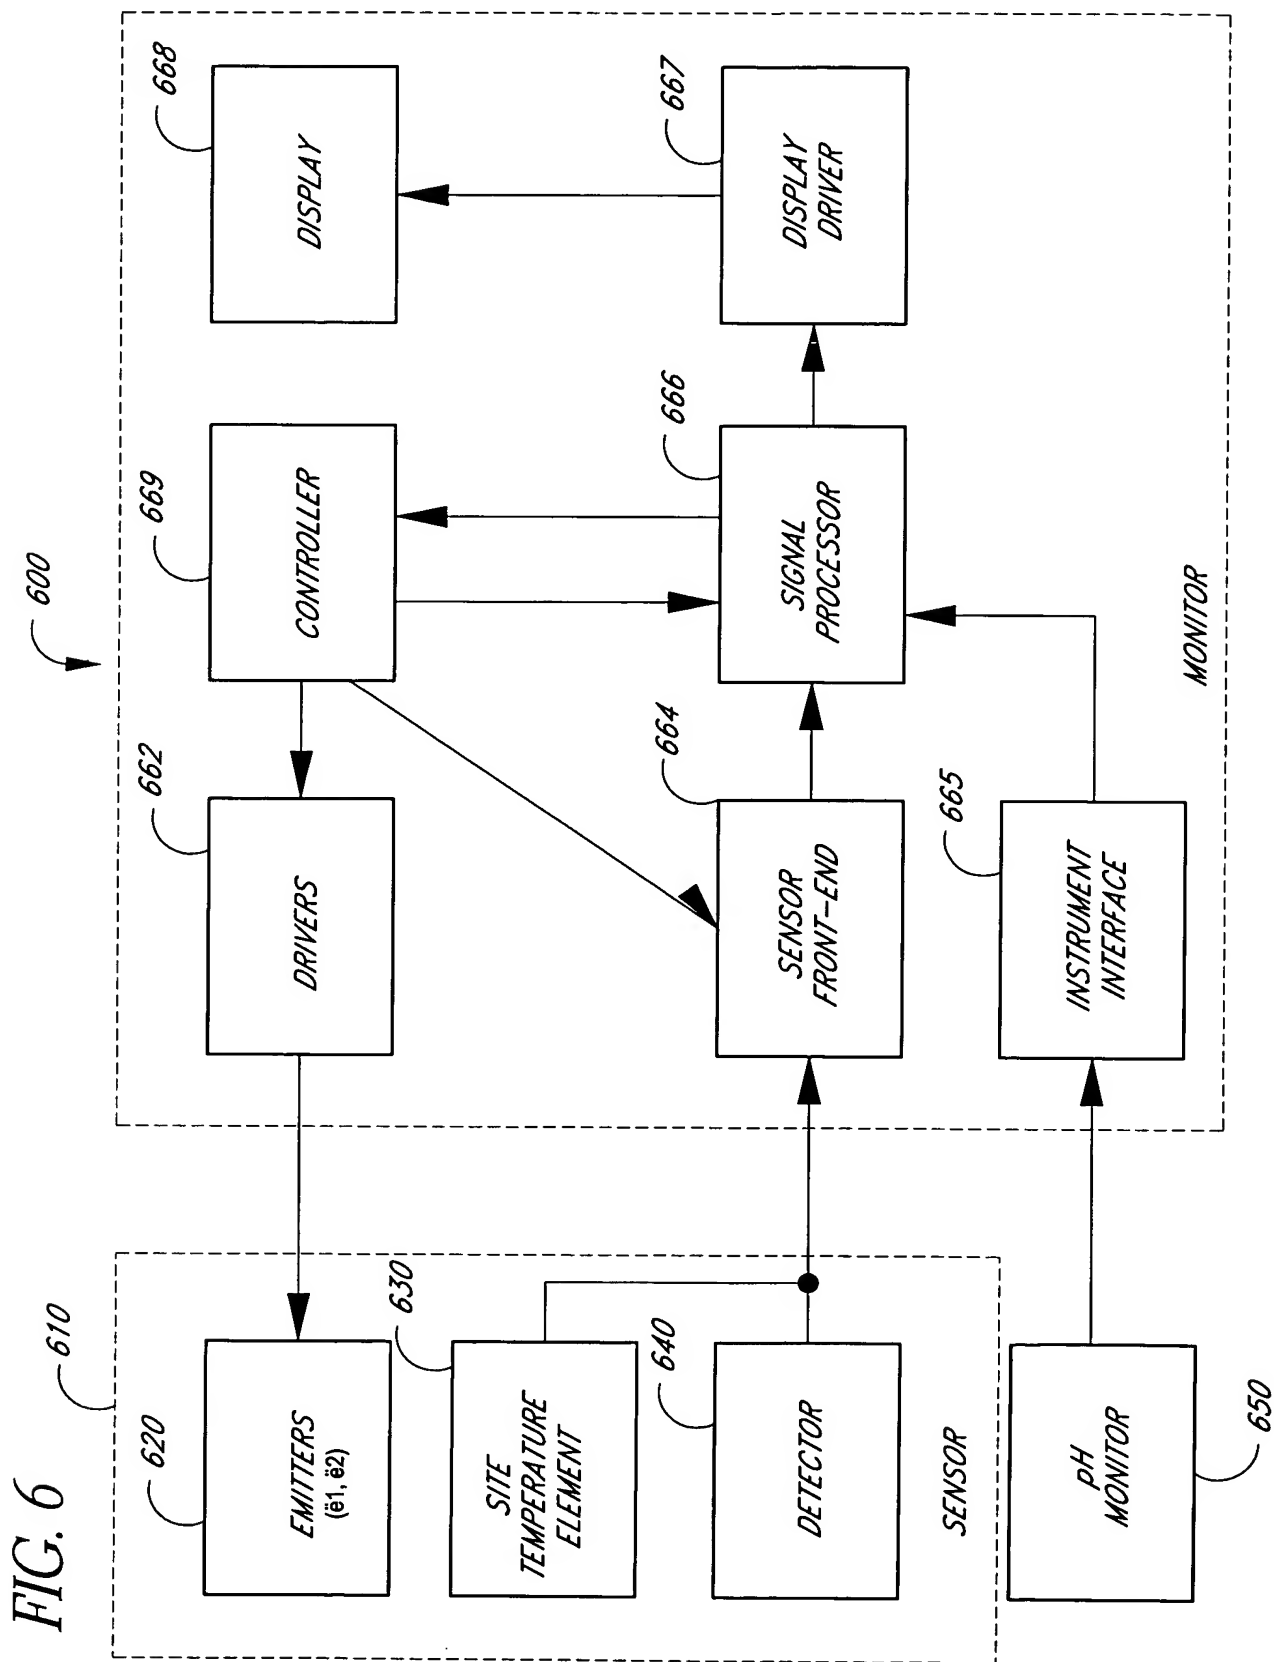 FIG. 6
600
610
620
EMITTERS
(ë1, ë2)
630
SITE
TEMPERATURE
ELEMENT
640
DETECTOR
SENSOR
pH
MONITOR
650
662
DRIVERS
669
CONTROLLER
668
DISPLAY
664
SENSOR
FRONT-END
666
SIGNAL
PROCESSOR
667
DISPLAY
DRIVER
665
INSTRUMENT
INTERFACE
MONITOR